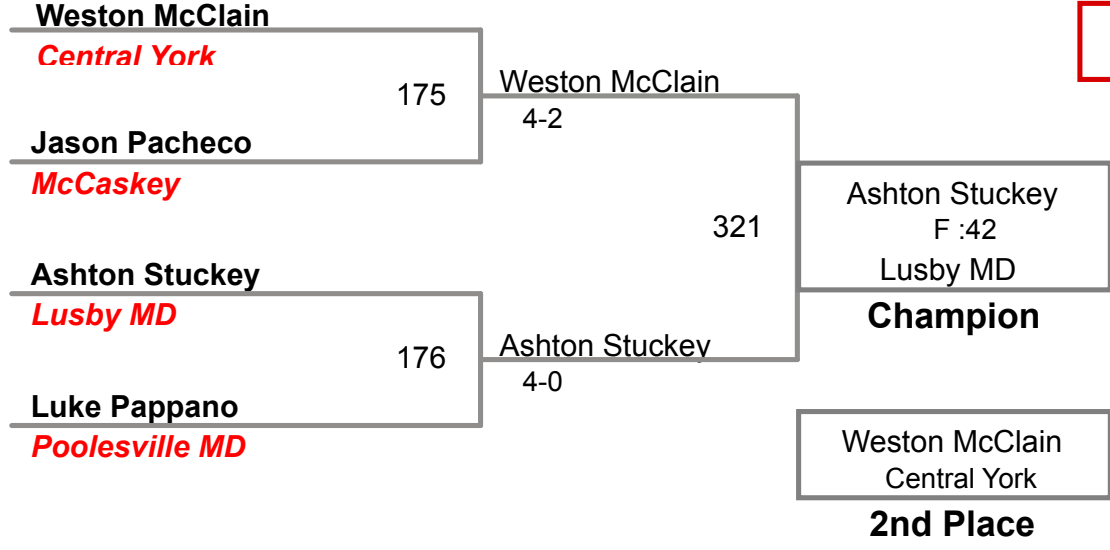 Weston McClain
Central York
175
Weston McClain
4-2
Jason Pacheco
McCaskey
321
Ashton Stuckey
F :42
Lusby MD
Champion
Ashton Stuckey
Lusby MD
176
Ashton Stuckey
4-0
Luke Pappano
Poolesville MD
Weston McClain
Central York
2nd Place